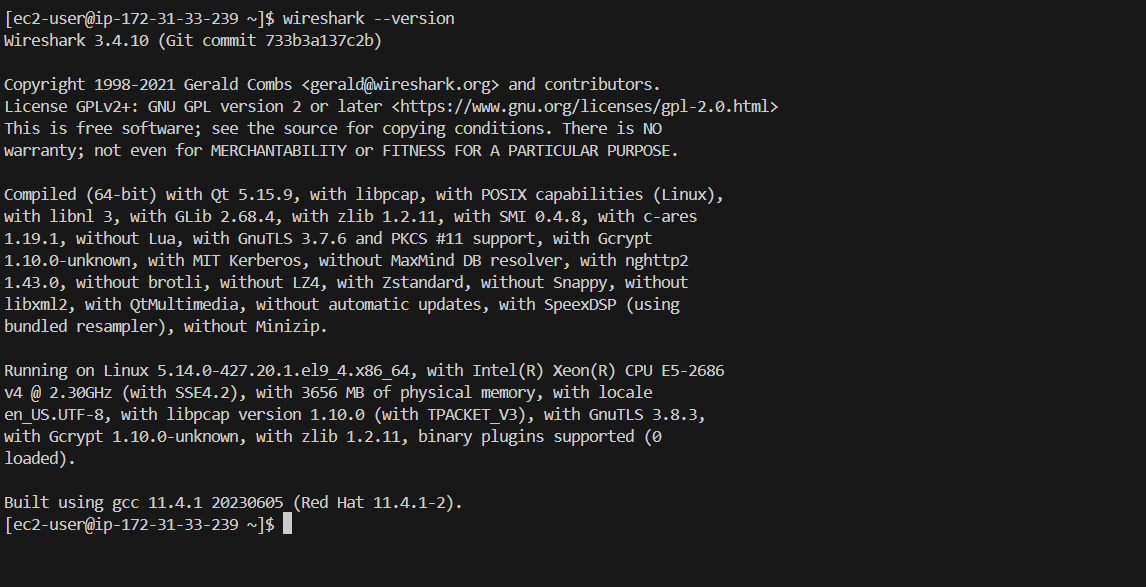 [ec2-user@ip-172-31-33-239 ~]$ wireshark --version
Wireshark 3.4.10 (Git commit 733b3a137c2b)
Copyright 1998-2021 Gerald Combs <gerald@wireshark.org> and contributors.
License GPLv2+: GNU GPL version 2 or later <https://www.gnu.org/licenses/gpl-2.0.html>
This is free software; see the source for copying conditions. There is NO
warranty; not even for MERCHANTABILITY or FITNESS FOR A PARTICULAR PURPOSE.
Compiled (64-bit) with Qt 5.15.9, with libpcap, with POSIX capabilities (Linux),
with libnl 3, with GLib 2.68.4, with zlib 1.2.11, with SMI 0.4.8, with c-ares
1.19.1, without Lua, with GnuTLS 3.7.6 and PKCS #11 support, with Gcrypt
1.10.0-unknown, with MIT Kerberos, without MaxMind DB resolver, with nghttp2
1.43.0, without brotli, without LZ4, with Zstandard, without Snappy, without
libxml2, with QtMultimedia, without automatic updates, with SpeexDSP (using
bundled resampler), without Minizip.
Running on Linux 5.14.0-427.20.1.el9_4.x86_64, with Intel(R) Xeon(R) CPU E5-2686
v4 @ 2.30GHz (with SSE4.2), with 3656 MB of physical memory, with locale
en_US.UTF-8, with libpcap version 1.10.0 (with TPACKET_V3), with GnuTLS 3.8.3,
with Gcrypt 1.10.0-unknown, with zlib 1.2.11, binary plugins supported (0
loaded).
Built using gcc 11.4.1 20230605 (Red Hat 11.4.1-2).
[ec2-user@ip-172-31-33-239 ~]$